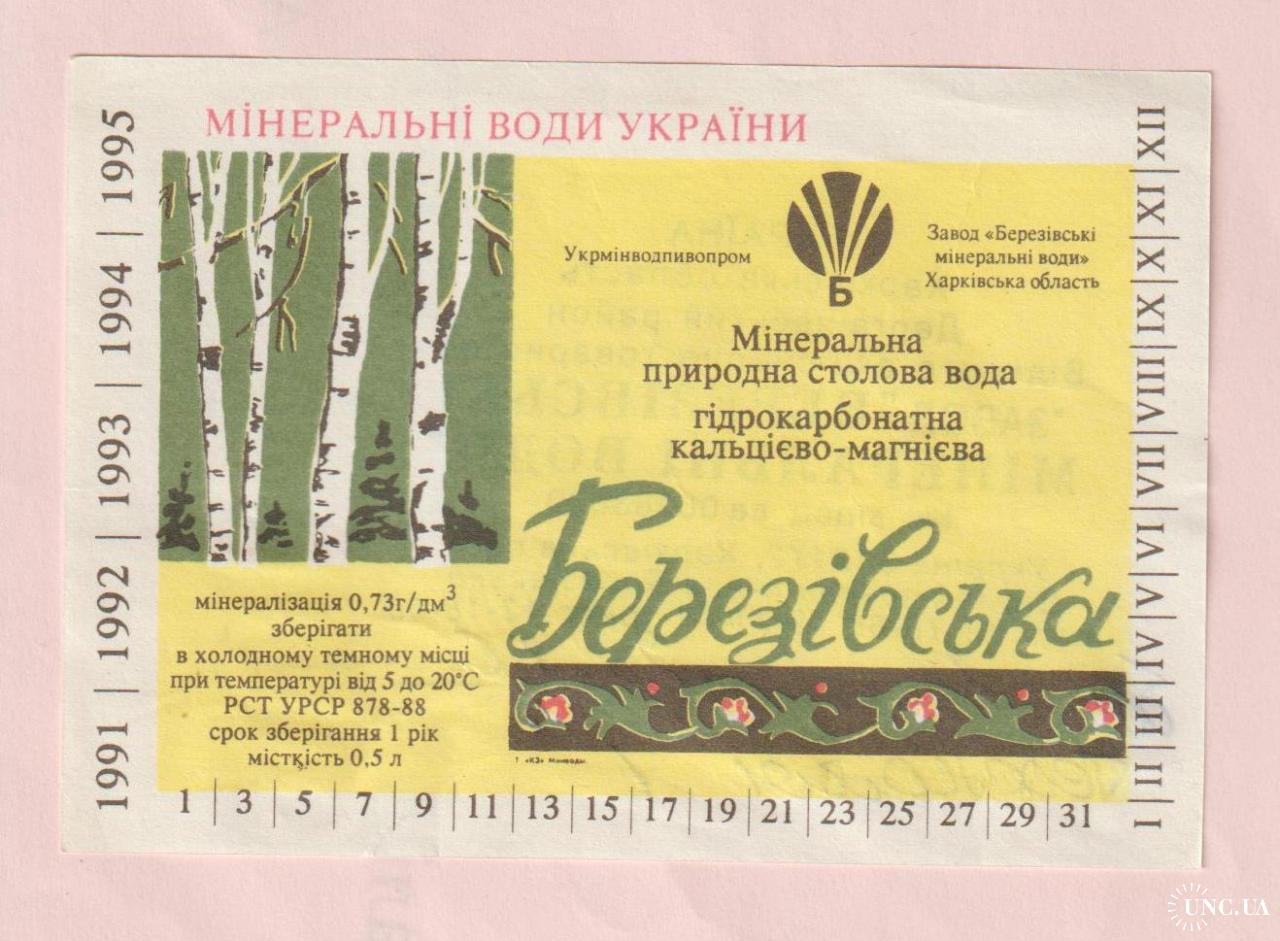 МІНЕРАЛЬНІ ВОДИ УКРАЇНИ
1991 | 1992 | 1993 | 1994 | 1995
Б
Укрмінводпивопром
Завод «Березівські
мінеральні води»
Харківська область
Мінеральна
природна столова вода
гідрокарбонатна
кальцієво-магнієва
Березівська
мінералізація 0,73г/дм³
зберігати
в холодному темному місці
при температурі від 5 до 20°С
РСТ УРСР 878-88
срок зберігання 1 рік
місткість 0,5 л
1 | 3 | 5 | 7 | 9 | 11 | 13 | 15 | 17 | 19 | 21 | 23 | 25 | 27 | 29 | 31
I | II | III | IV | V | VI | VII | VIII | IX | X | XI | XII
UNC.UA